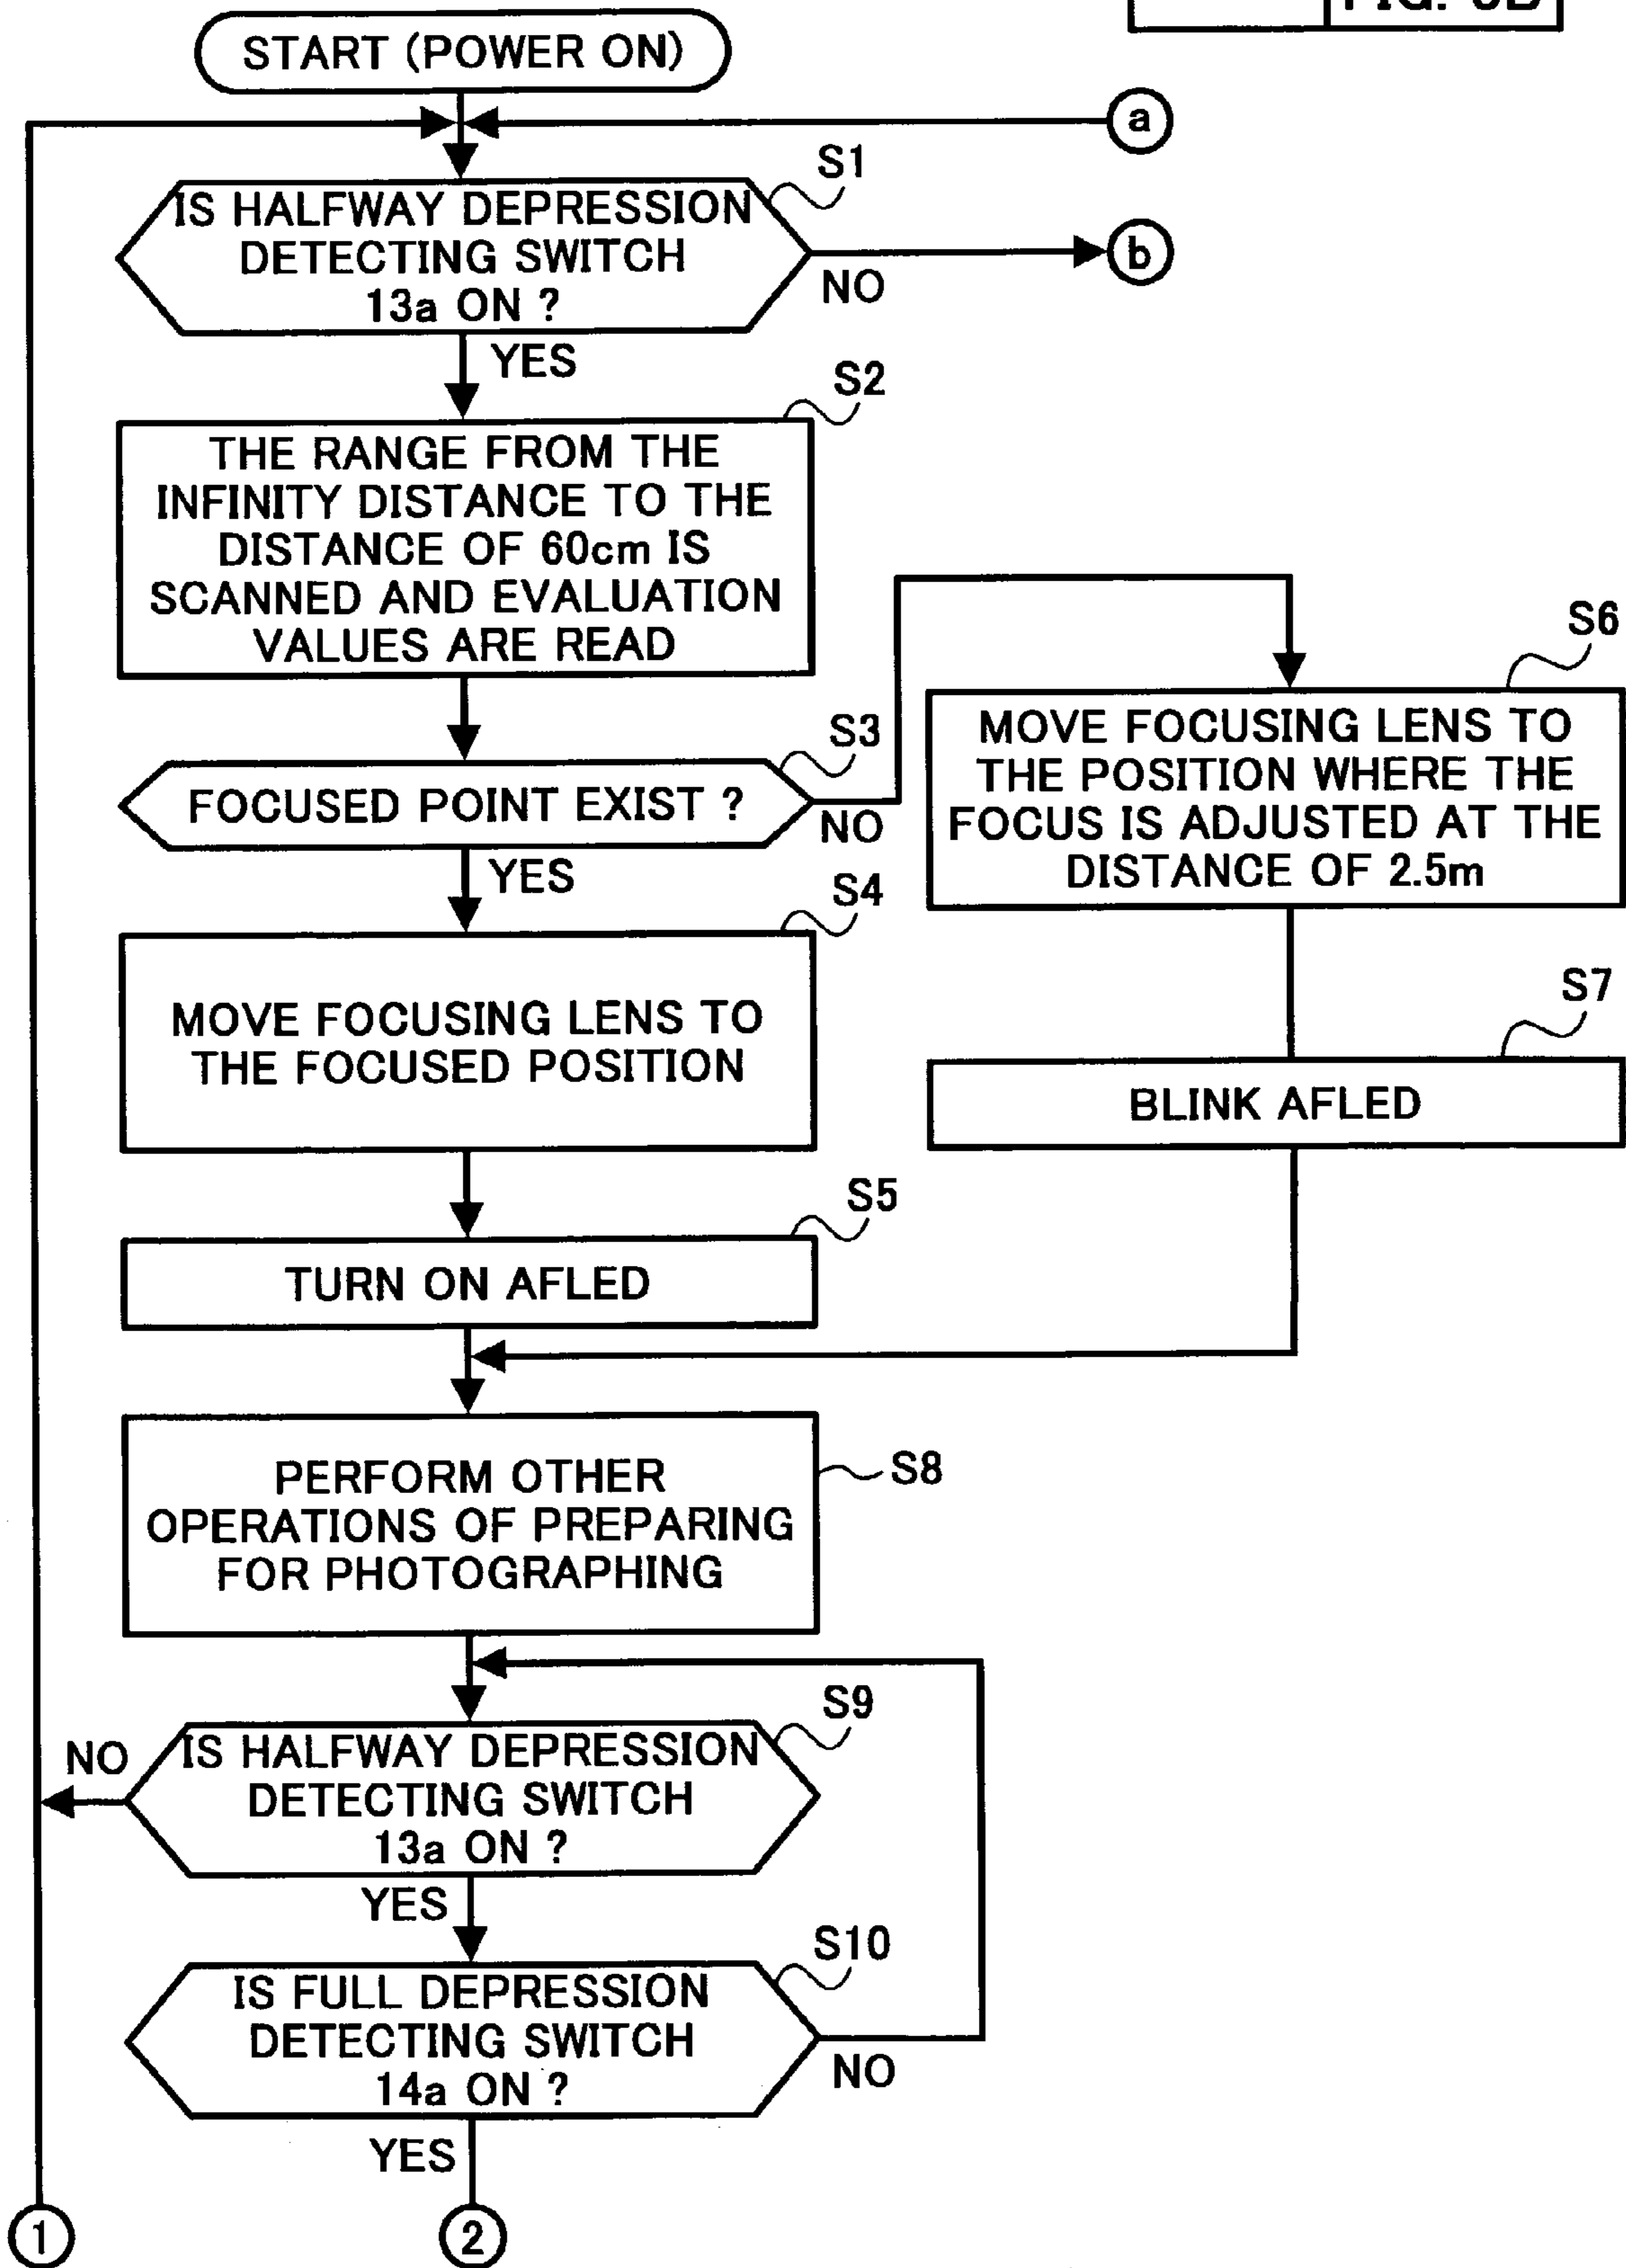 START (POWER ON)
a
S1
IS HALFWAY DEPRESSION
DETECTING SWITCH
13a ON ?
NO
b
YES
S2
THE RANGE FROM THE
INFINITY DISTANCE TO THE
DISTANCE OF 60cm IS
SCANNED AND EVALUATION
VALUES ARE READ
S3
FOCUSED POINT EXIST ?
NO
YES
S6
MOVE FOCUSING LENS TO
THE POSITION WHERE THE
FOCUS IS ADJUSTED AT THE
DISTANCE OF 2.5m
S4
MOVE FOCUSING LENS TO
THE FOCUSED POSITION
S7
BLINK AFLED
S5
TURN ON AFLED
S8
PERFORM OTHER
OPERATIONS OF PREPARING
FOR PHOTOGRAPHING
S9
NO
IS HALFWAY DEPRESSION
DETECTING SWITCH
13a ON ?
YES
S10
IS FULL DEPRESSION
DETECTING SWITCH
14a ON ?
NO
YES
1
2